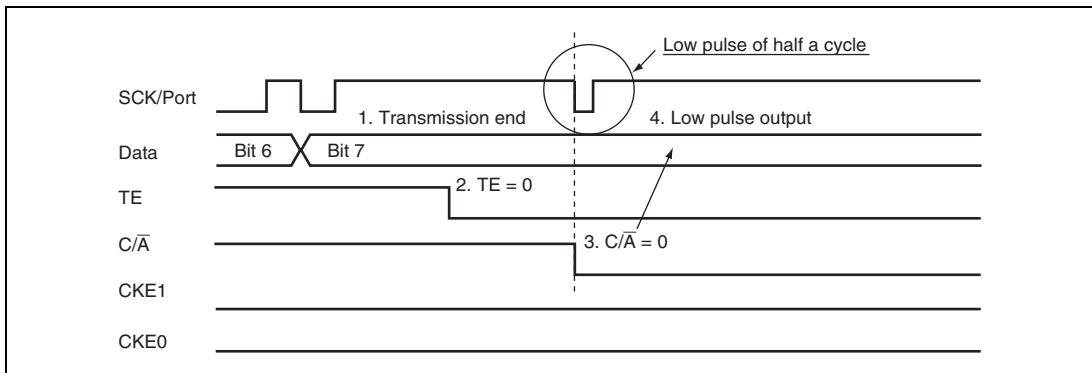 Low pulse of half a cycle
SCK/Port
1. Transmission end
4. Low pulse output
Data
Bit 6
Bit 7
TE
2. TE = 0
C/A̅
3. C/A̅ = 0
CKE1
CKE0